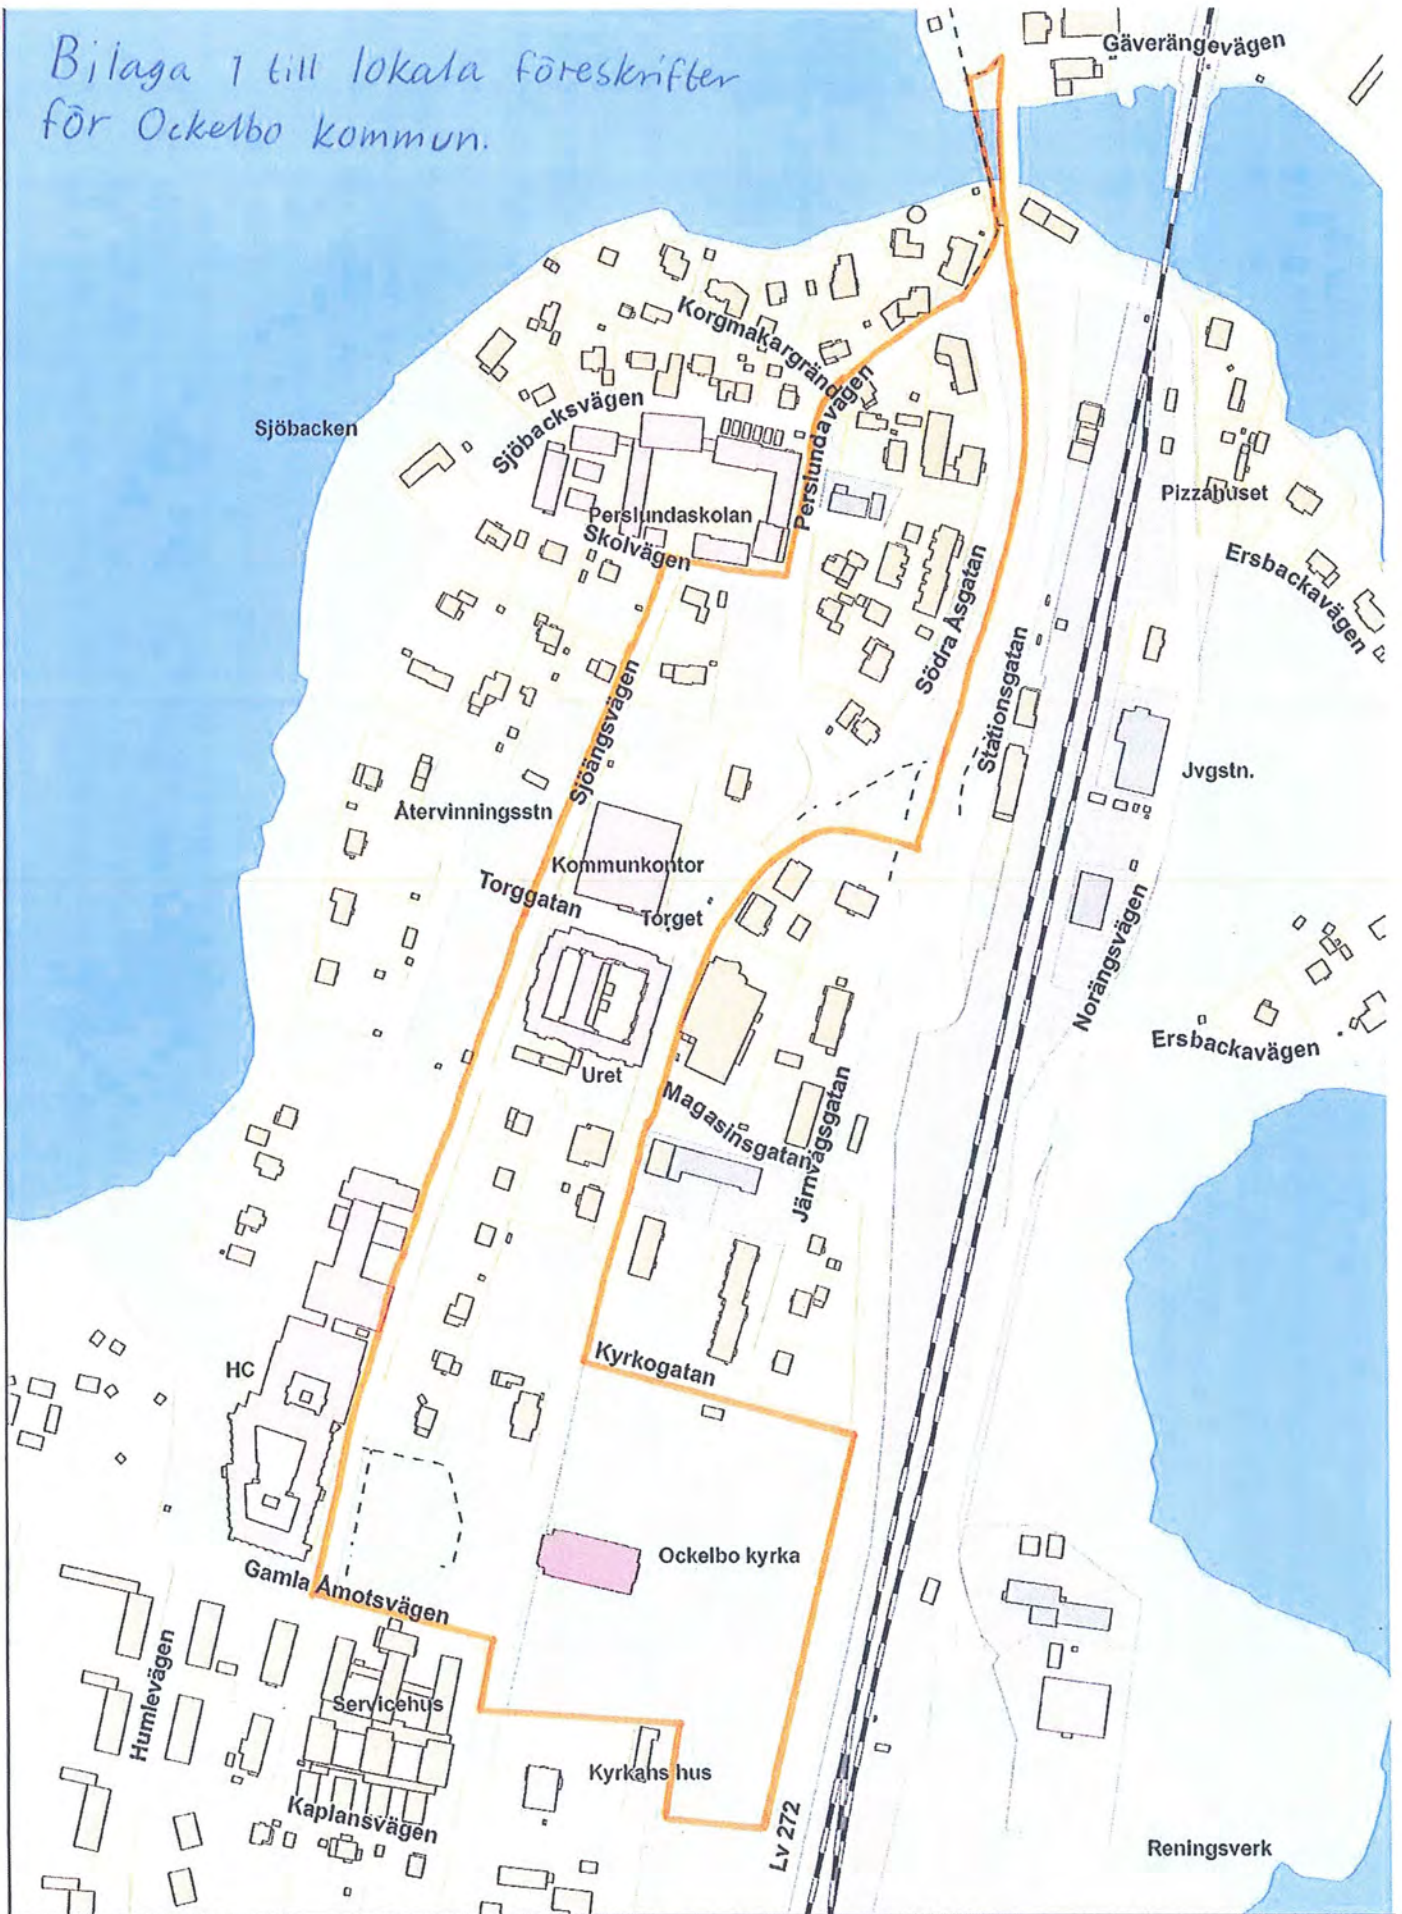 Bilaga 1 till lokala föreskrifter
för Ockelbo kommun.
Gäverängevägen
Korgmakargränd
Sjöbacksvägen
Sjöbacken
Perslundavägen
Pizzahuset
Perslundaskolan
Skolvägen
Ersbackavägen
Södra Åsgatan
Stationsgatan
Sjöängsvägen
Jvgstn.
Återvinningsstn
Kommunkontor
Torggatan
Torget
Norängsvägen
Ersbackavägen
Uret
Magasinsgatan
Järnvägsgatan
Kyrkogatan
HC
Ockelbo kyrka
Gamla Åmotsvägen
Humlevägen
Servicehus
Kyrkans hus
Kaplansvägen
Lv 272
Reningsverk